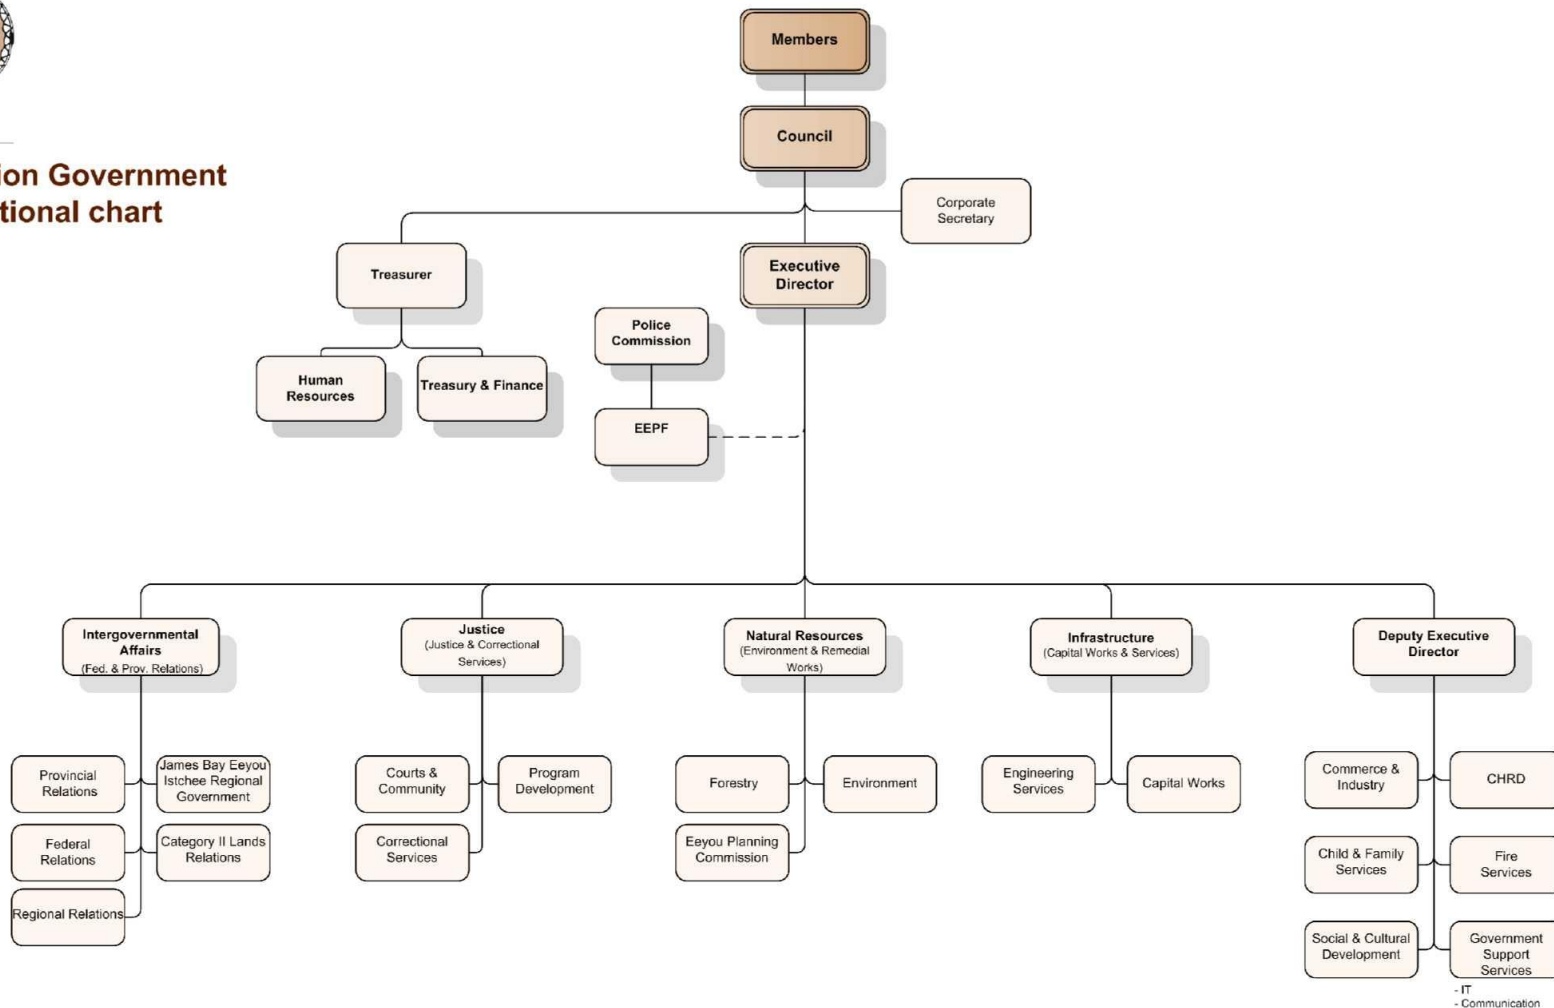 ion Government
tional chart
Members
Council
Corporate
Secretary
Treasurer
Executive
Director
Police
Commission
Human
Resources
Treasury & Finance
EEPF
Intergovernmental
Affairs
(Fed. & Prov. Relations)
Justice
(Justice & Correctional
Services)
Natural Resources
(Environment & Remedial
Works)
Infrastructure
(Capital Works & Services)
Deputy Executive
Director
Provincial
Relations
James Bay Eeyou
Istchee Regional
Government
Federal
Relations
Category II Lands
Relations
Regional Relations
Courts &
Community
Program
Development
Correctional
Services
Forestry
Environment
Eeyou Planning
Commission
Engineering
Services
Capital Works
Commerce &
Industry
CHRD
Child & Family
Services
Fire
Services
Social & Cultural
Development
Government
Support
Services
- IT
- Communication